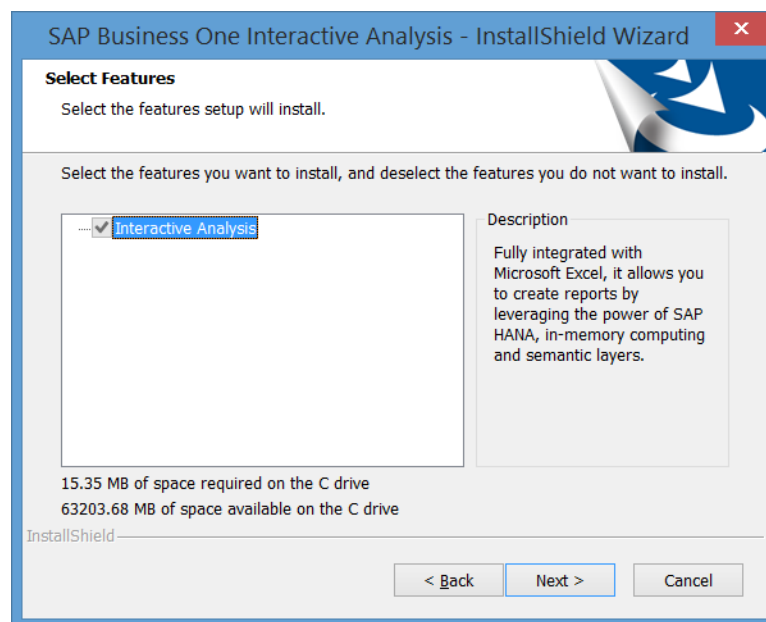 SAP Business One Interactive Analysis - InstallShield Wizard
Select Features
Select the features setup will install.
Select the features you want to install, and deselect the features you do not want to install.
Interactive Analysis
Description
Fully integrated with
Microsoft Excel, it allows you
to create reports by
leveraging the power of SAP
HANA, in-memory computing
and semantic layers.
15.35 MB of space required on the C drive
63203.68 MB of space available on the C drive
InstallShield
< Back
Next >
Cancel